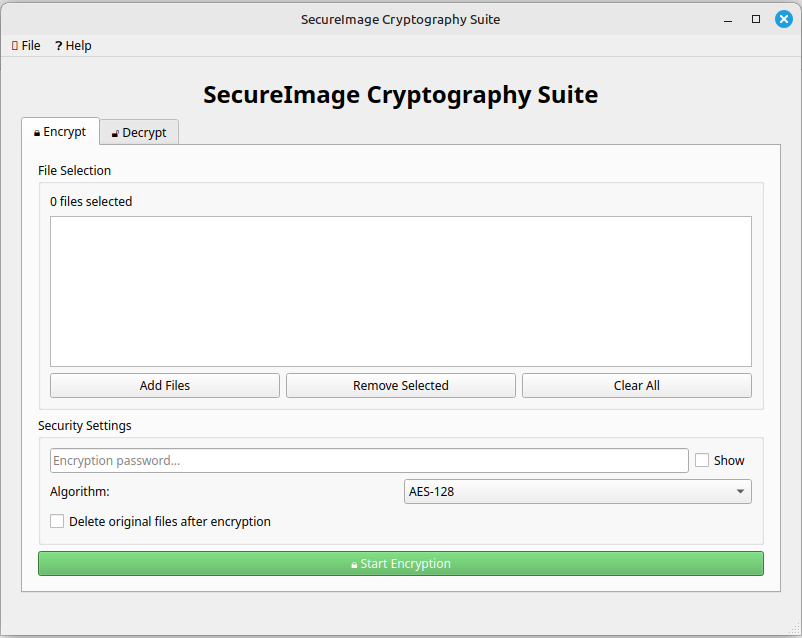 SecureImage Cryptography Suite
File ? Help
SecureImage Cryptography Suite
Encrypt Decrypt
File Selection
0 files selected
Add Files Remove Selected Clear All
Security Settings
Encryption password... Show
Algorithm: AES-128
Delete original files after encryption
Start Encryption